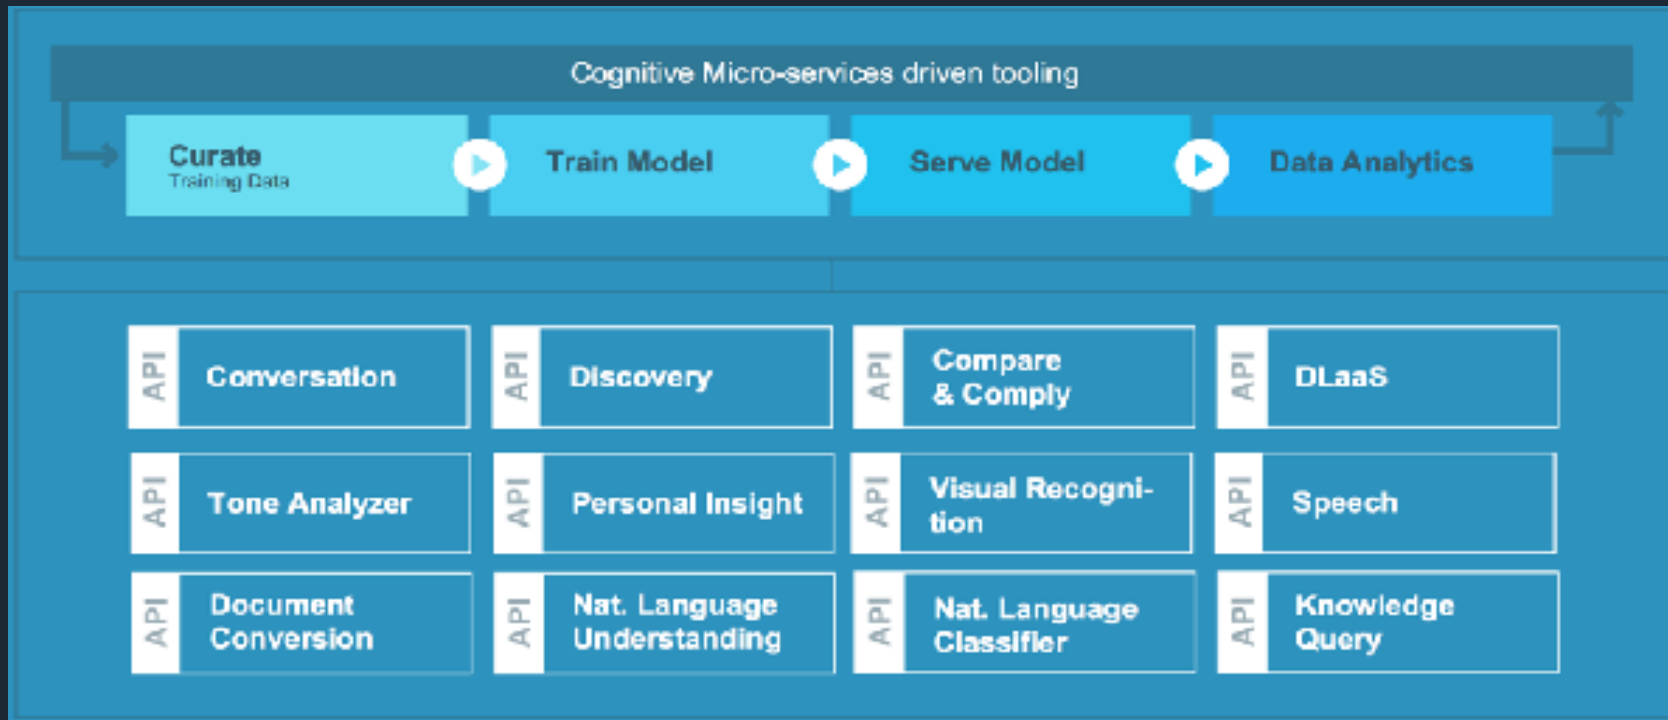 Cognitive Micro-services driven tooling
Curate
Training Data
Train Model
Serve Model
Data Analytics
API
Conversation
API
Discovery
API
Compare
& Comply
API
DLaaS
API
Tone Analyzer
API
Personal Insight
API
Visual Recogni-
tion
API
Speech
API
Document
Conversion
API
Nat. Language
Understanding
API
Nat. Language
Classifier
API
Knowledge
Query